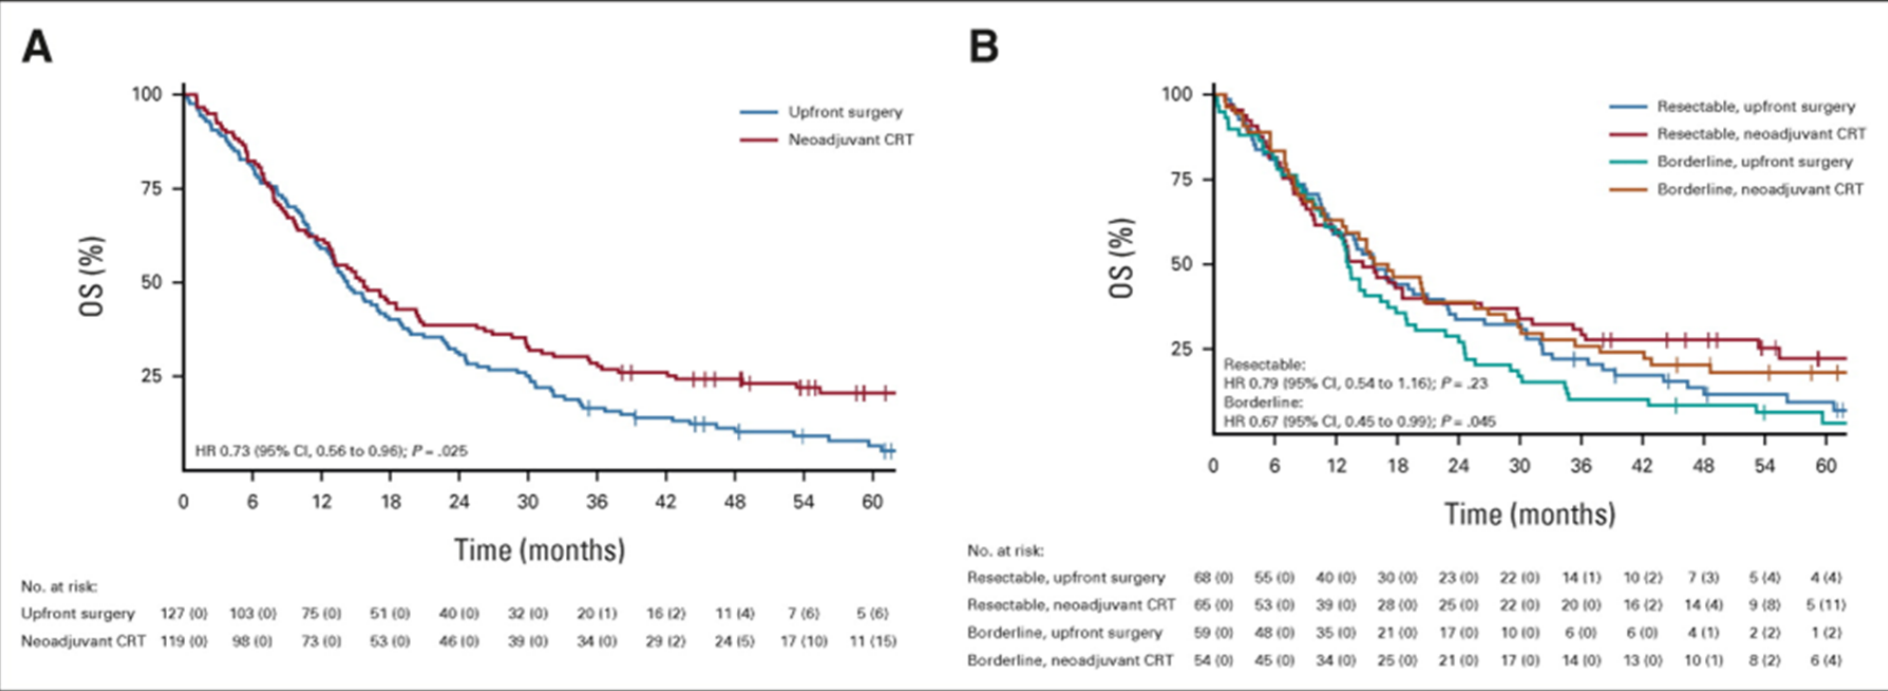 A
100
75
50
25
OS (%)
Upfront surgery
Neoadjuvant CRT
HR 0.73 (95% CI, 0.56 to 0.96); P = .025
0 6 12 18 24 30 36 42 48 54 60
Time (months)
No. at risk:
Upfront surgery 127 (0) 103 (0) 75 (0) 51 (0) 40 (0) 32 (0) 20 (1) 16 (2) 11 (4) 7 (6) 5 (6)
Neoadjuvant CRT 119 (0) 98 (0) 73 (0) 53 (0) 46 (0) 39 (0) 34 (0) 29 (2) 24 (5) 17 (10) 11 (15)
B
100
75
50
25
OS (%)
Resectable, upfront surgery
Resectable, neoadjuvant CRT
Borderline, upfront surgery
Borderline, neoadjuvant CRT
Resectable:
HR 0.79 (95% CI, 0.54 to 1.16); P = .23
Borderline:
HR 0.67 (95% CI, 0.45 to 0.99); P = .045
0 6 12 18 24 30 36 42 48 54 60
Time (months)
No. at risk:
Resectable, upfront surgery 68 (0) 55 (0) 40 (0) 30 (0) 23 (0) 22 (0) 14 (1) 10 (2) 7 (3) 5 (4) 4 (4)
Resectable, neoadjuvant CRT 65 (0) 53 (0) 39 (0) 28 (0) 25 (0) 22 (0) 20 (0) 16 (2) 14 (4) 9 (8) 5 (11)
Borderline, upfront surgery 59 (0) 48 (0) 35 (0) 21 (0) 17 (0) 10 (0) 6 (0) 6 (0) 4 (1) 2 (2) 1 (2)
Borderline, neoadjuvant CRT 54 (0) 45 (0) 34 (0) 25 (0) 21 (0) 17 (0) 14 (0) 13 (0) 10 (1) 8 (2) 6 (4)